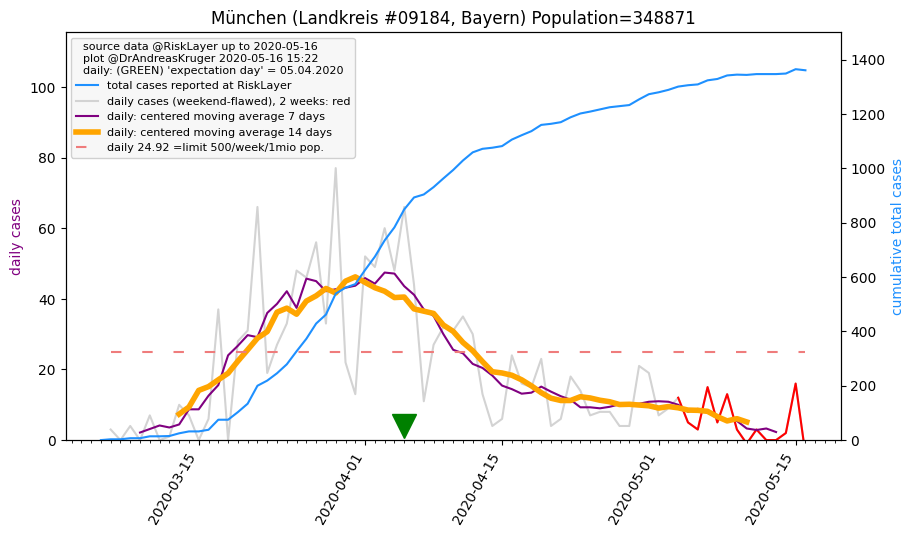 München (Landkreis #09184, Bayern) Population=348871
source data @RiskLayer up to 2020-05-16
plot @DrAndreasKruger 2020-05-16 15:22
daily: (GREEN) 'expectation day' = 05.04.2020
total cases reported at RiskLayer
daily cases (weekend-flawed), 2 weeks: red
daily: centered moving average 7 days
daily: centered moving average 14 days
daily 24.92 =limit 500/week/1mio pop.
daily cases
100
80
60
40
20
0
cumulative total cases
1400
1200
1000
800
600
400
200
0
2020-03-15
2020-04-01
2020-04-15
2020-05-01
2020-05-15